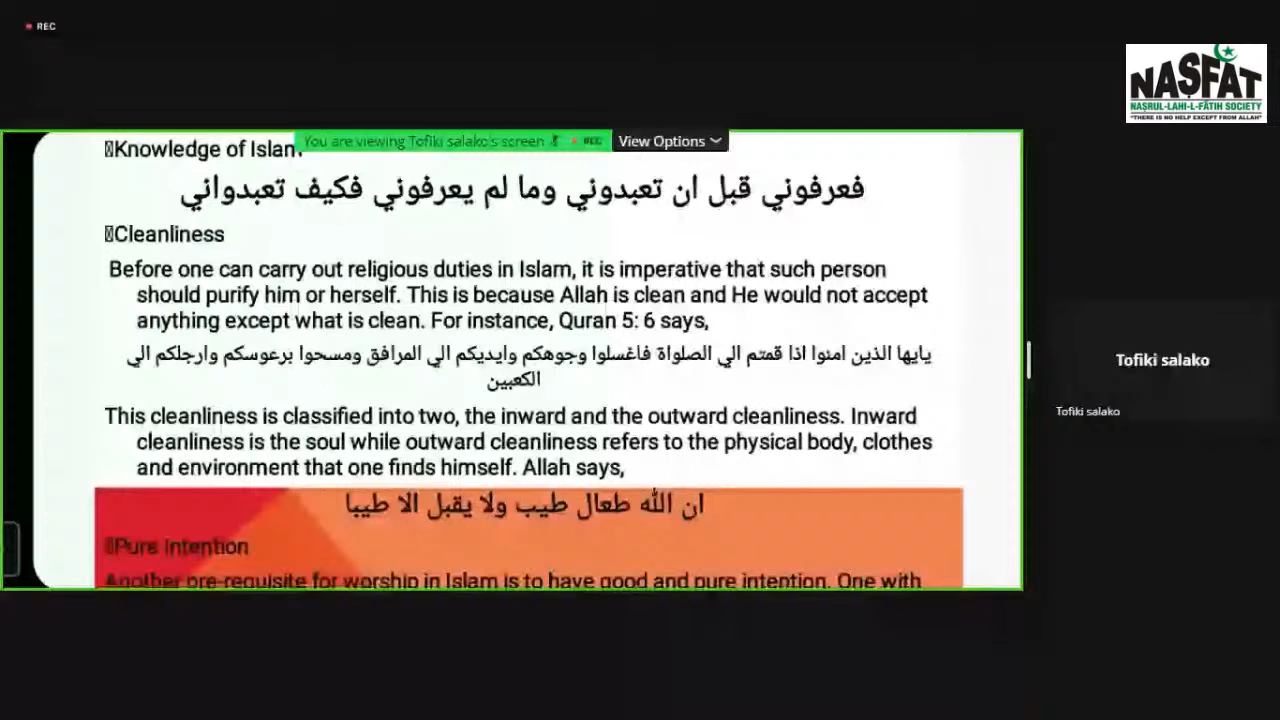 REC
NAṢFAT
NAṢRUL-LAHI-L-FĀTIH SOCIETY
"THERE IS NO HELP EXCEPT FROM ALLAH"
You are viewing Tofiki salako's screen REC View Options
Knowledge of Islam
فعرفوني قبل ان تعبدوني وما لم يعرفوني فكيف تعبدواني
Cleanliness
Before one can carry out religious duties in Islam, it is imperative that such person
should purify him or herself. This is because Allah is clean and He would not accept
anything except what is clean. For instance, Quran 5: 6 says,
يايها الذين امنوا اذا قمتم الي الصلواة فاغسلوا وجوهكم وايديكم الي المرافق ومسحوا برءوسكم وارجلكم الي
الكعبين
This cleanliness is classified into two, the inward and the outward cleanliness. Inward
cleanliness is the soul while outward cleanliness refers to the physical body, clothes
and environment that one finds himself. Allah says,
ان الله طعال طيب ولا يقبل الا طيبا
Pure Intention
Another pre-requisite for worship in Islam is to have good and pure intention. One with
Tofiki salako
Tofiki salako